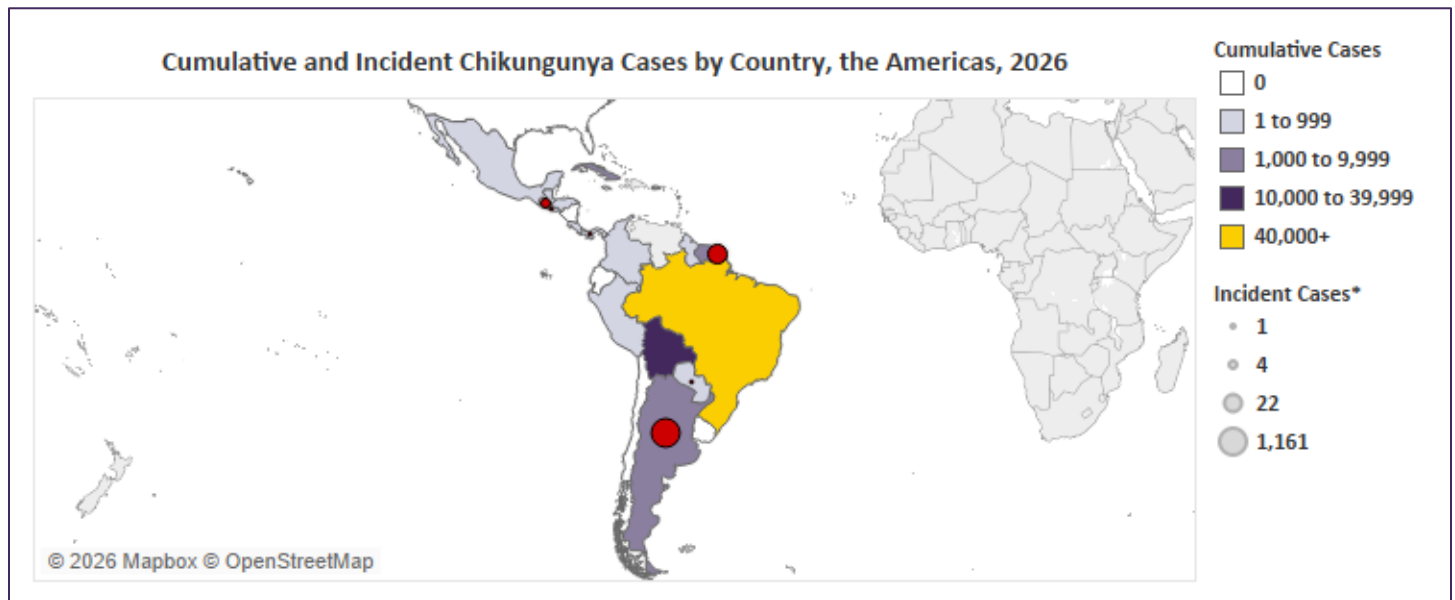 Cumulative and Incident Chikungunya Cases by Country, the Americas, 2026
Cumulative Cases
0
1 to 999
1,000 to 9,999
10,000 to 39,999
40,000+
Incident Cases*
1
4
22
1,161
© 2026 Mapbox © OpenStreetMap